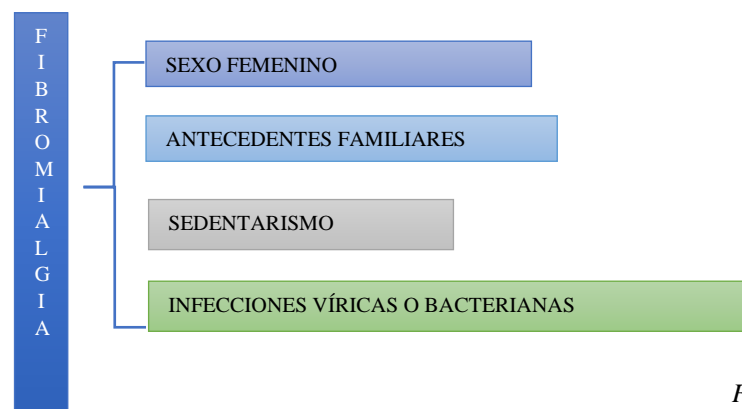 FIBROMIALGIA
SEXO FEMENINO
ANTECEDENTES FAMILIARES
SEDENTARISMO
INFECCIONES VÍRICAS O BACTERIANAS